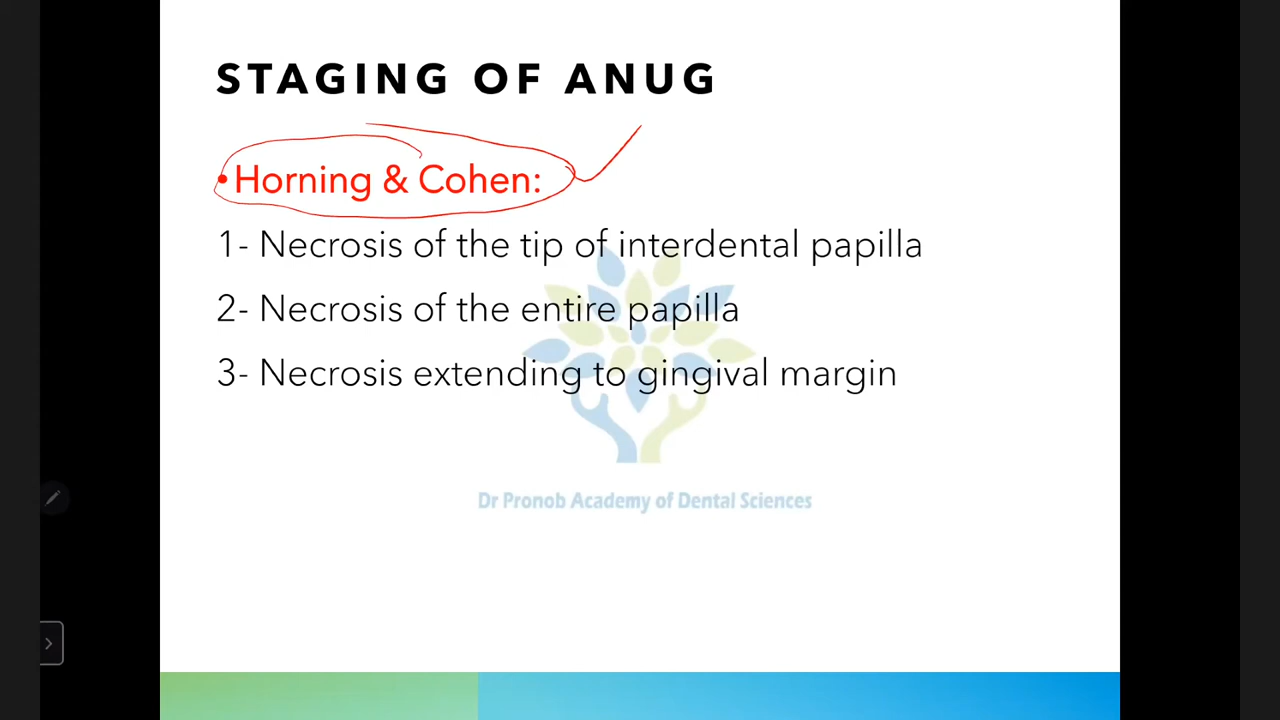 STAGING OF ANUG
• Horning & Cohen:
1- Necrosis of the tip of interdental papilla
2- Necrosis of the entire papilla
3- Necrosis extending to gingival margin
Dr Pronob Academy of Dental Sciences